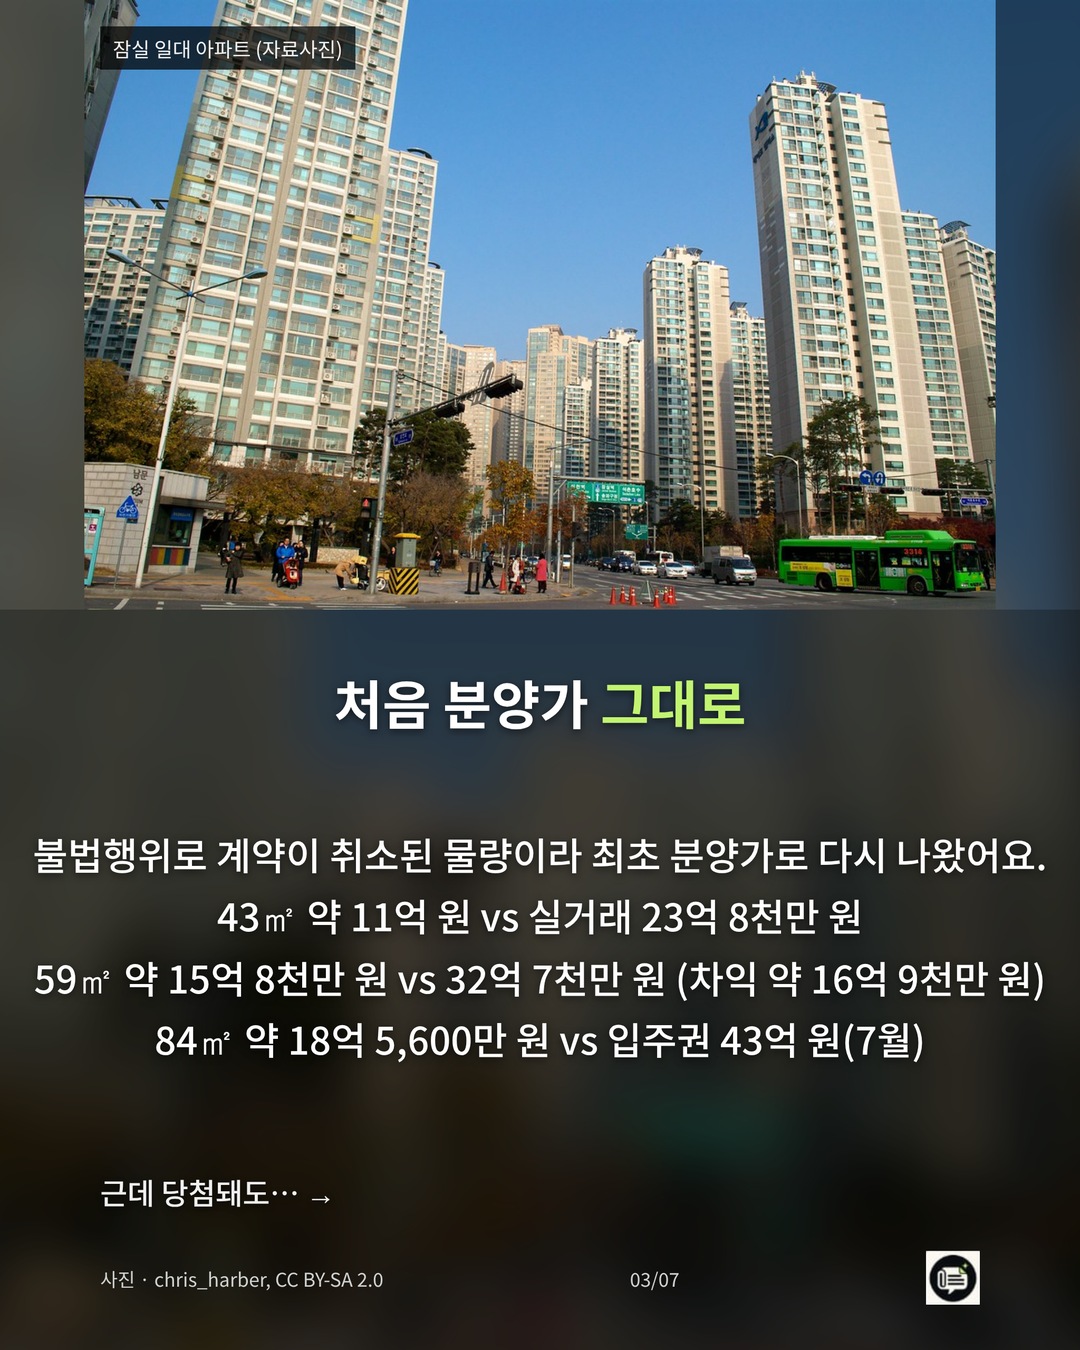 잠실 일대 아파트 (자료사진)
남문
3314
처음 분양가 그대로
불법행위로 계약이 취소된 물량이라 최초 분양가로 다시 나왔어요.
43㎡ 약 11억 원 vs 실거래 23억 8천만 원
59㎡ 약 15억 8천만 원 vs 32억 7천만 원 (차익 약 16억 9천만 원)
84㎡ 약 18억 5,600만 원 vs 입주권 43억 원(7월)
근데 당첨돼도… →
사진 · chris_harber, CC BY-SA 2.0
03/07